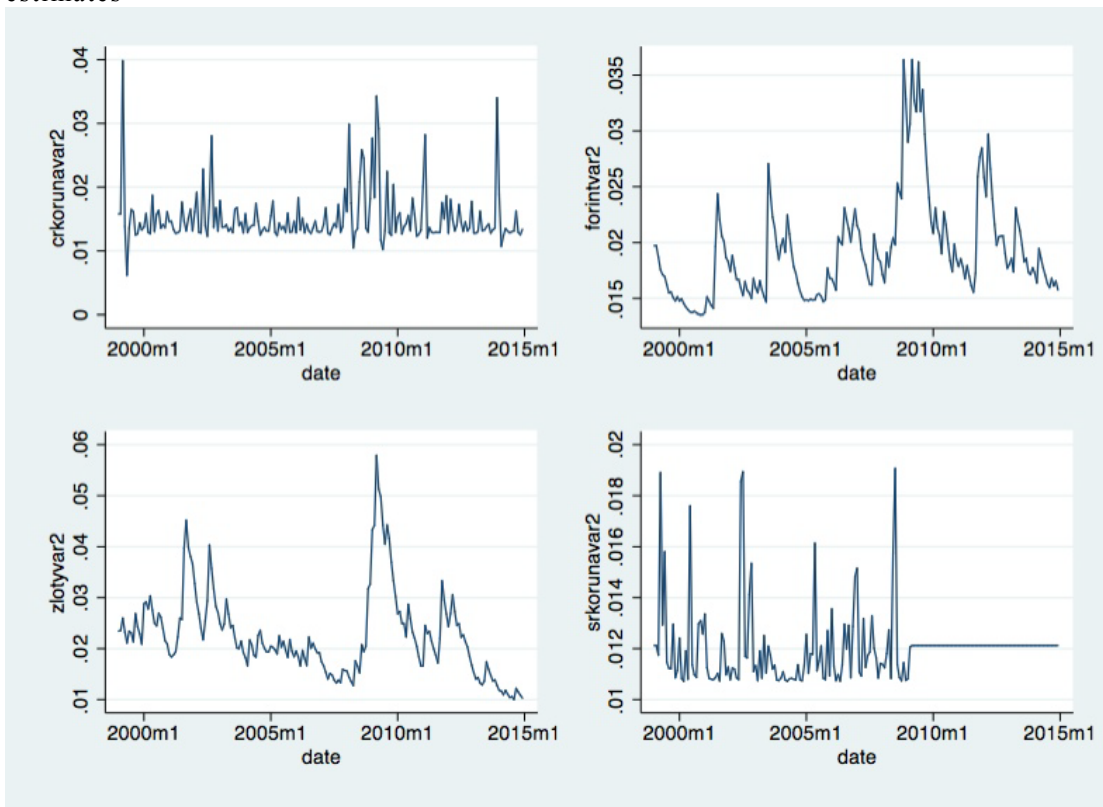 crkorunavar2
.04
.03
.02
.01
0
2000m1 2005m1 2010m1 2015m1
date
forintvar2
.035
.03
.025
.02
.015
2000m1 2005m1 2010m1 2015m1
date
zlotyvar2
.06
.05
.04
.03
.02
.01
2000m1 2005m1 2010m1 2015m1
date
srkorunavar2
.02
.018
.016
.014
.012
.01
2000m1 2005m1 2010m1 2015m1
date